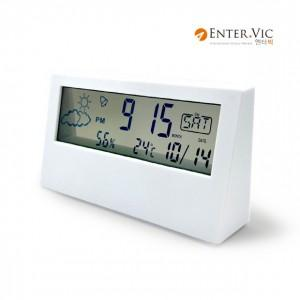 ENTER.VIC
엔터빅
PM 9 15 SAT
MONTH DATE
56% 24°C 10/14